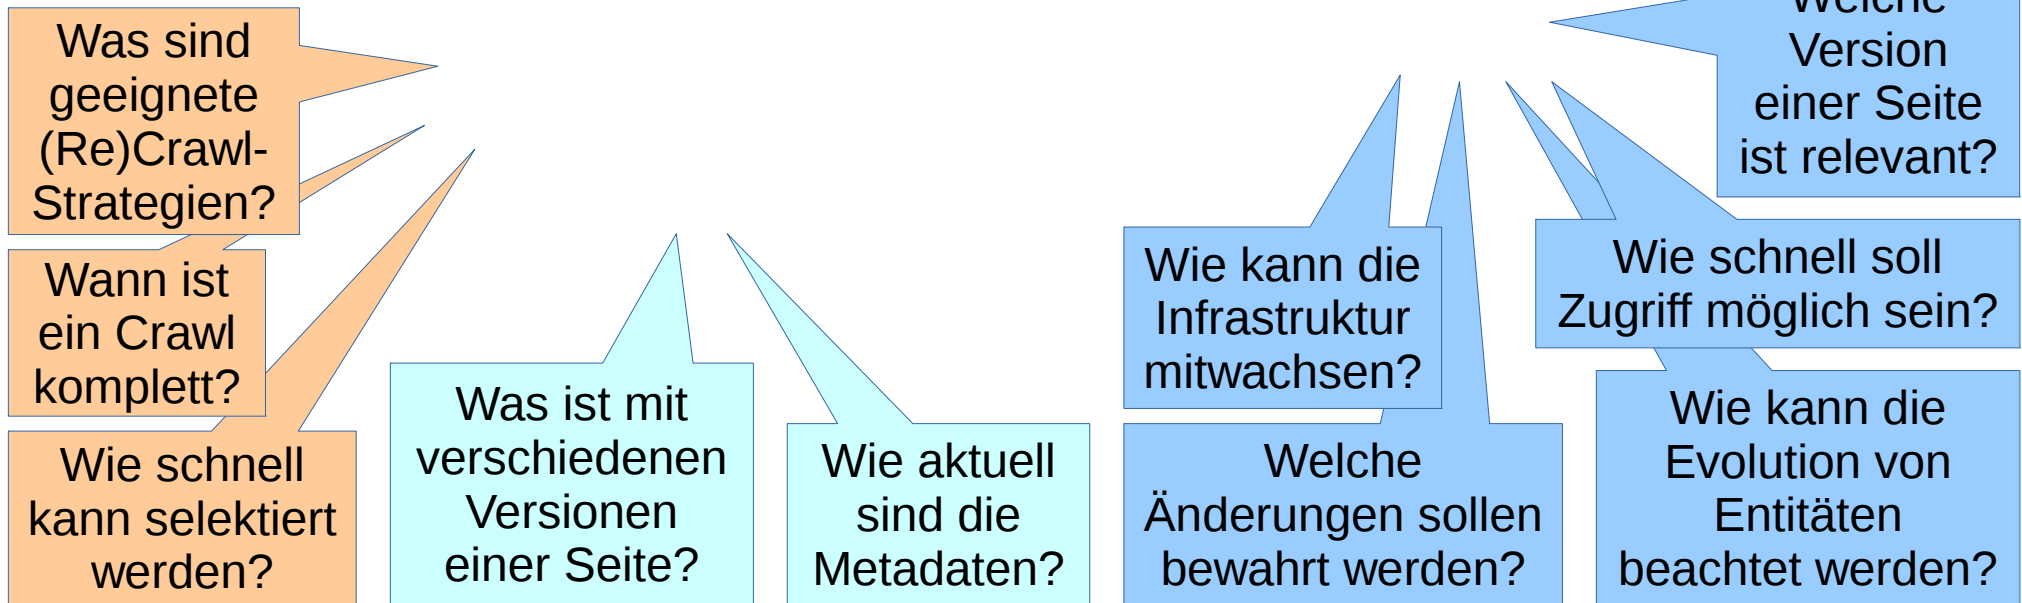 Was sind
geeignete
(Re)Crawl-
Strategien?
Wann ist
ein Crawl
komplett?
Wie schnell
kann selektiert
werden?
Was ist mit
verschiedenen
Versionen
einer Seite?
Wie aktuell
sind die
Metadaten?
Wie kann die
Infrastruktur
mitwachsen?
Welche
Änderungen sollen
bewahrt werden?
Welche
Version
einer Seite
ist relevant?
Wie schnell soll
Zugriff möglich sein?
Wie kann die
Evolution von
Entitäten
beachtet werden?